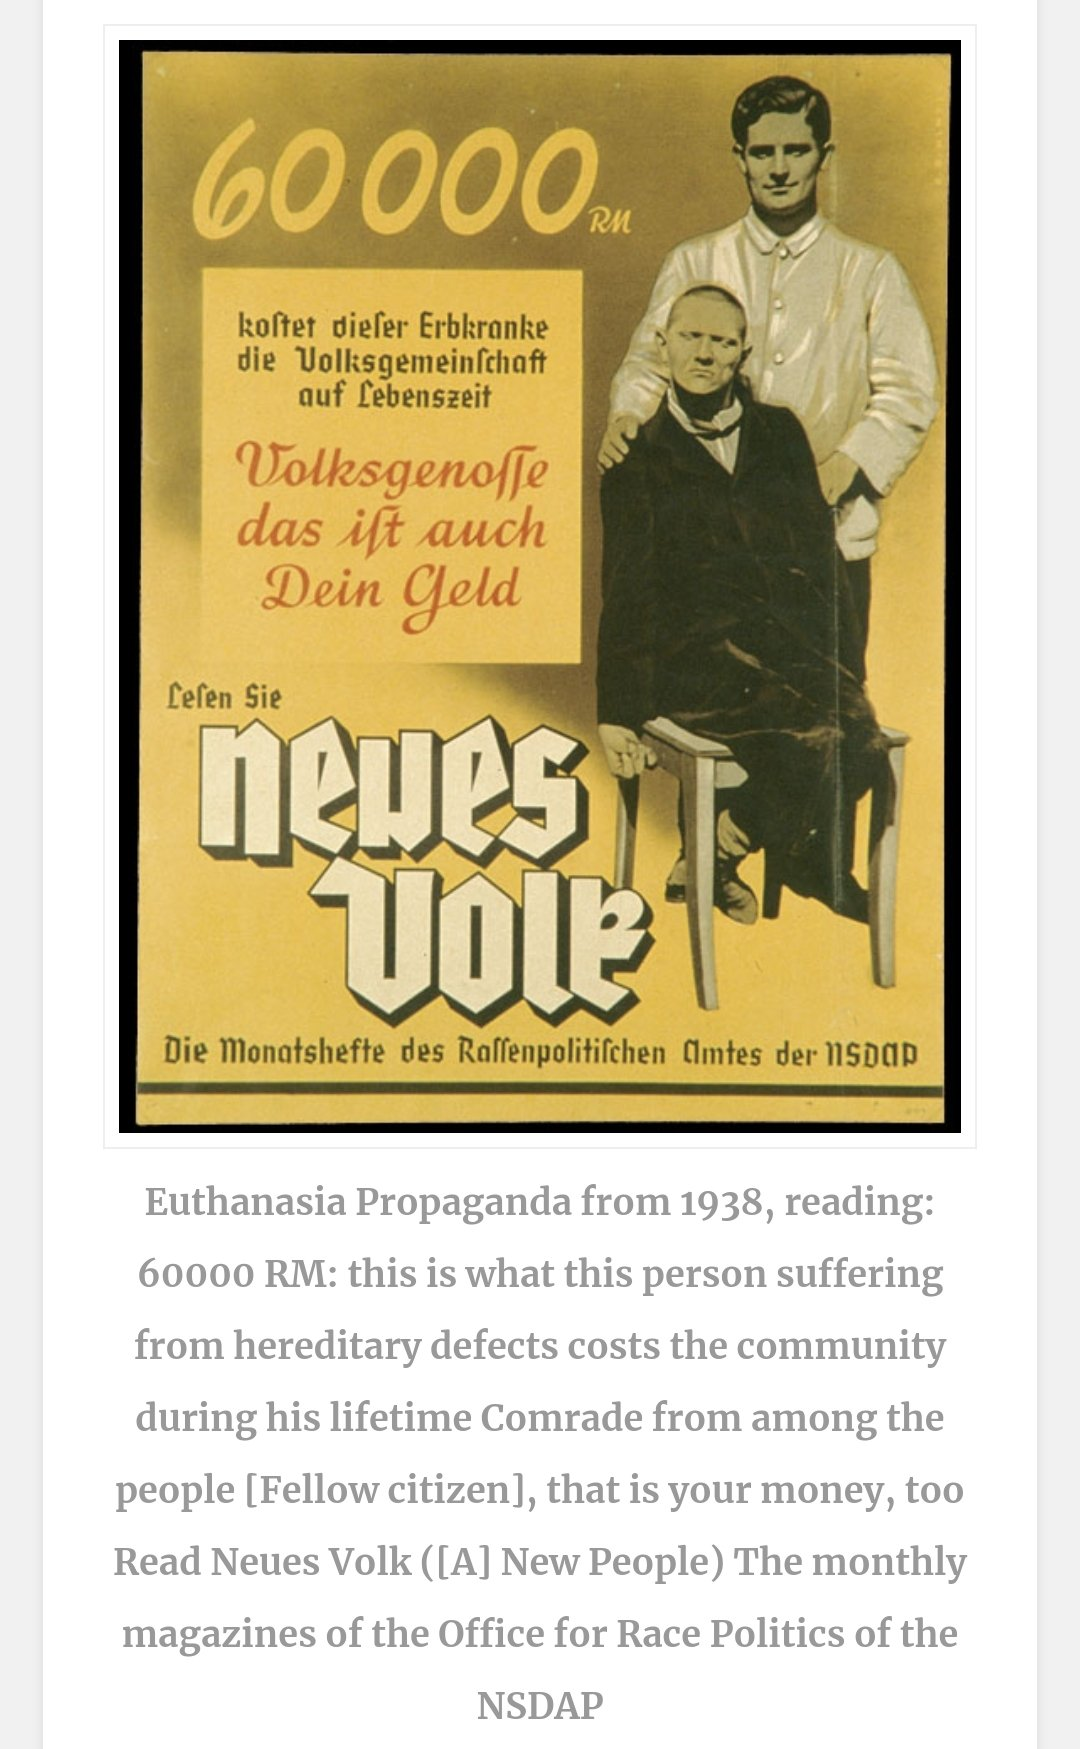 60000 RM
kostet dieser Erbkranke
die Volksgemeinschaft
auf Lebenszeit
Volksgenosse
das ist auch
Dein Geld
Lesen Sie
neues
Volk
Die Monatshefte des Rassenpolitischen Amtes der NSDAP
Euthanasia Propaganda from 1938, reading:
60000 RM: this is what this person suffering
from hereditary defects costs the community
during his lifetime Comrade from among the
people [Fellow citizen], that is your money, too
Read Neues Volk ([A] New People) The monthly
magazines of the Office for Race Politics of the
NSDAP